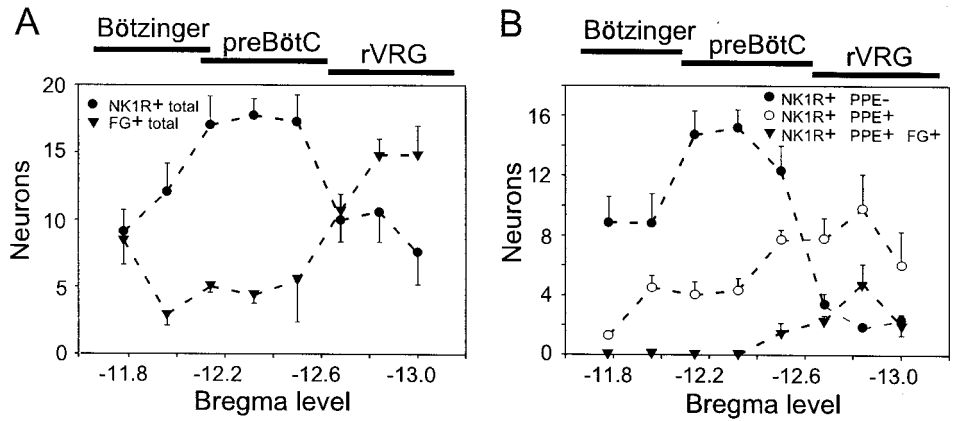 A
Bötzinger
preBötC
rVRG
NK1R+ total
FG+ total
20
15
10
5
0
Neurons
-11.8
-12.2
-12.6
-13.0
Bregma level
B
Bötzinger
preBötC
rVRG
NK1R+ PPE-
NK1R+ PPE+
NK1R+ PPE+ FG+
16
12
8
4
0
Neurons
-11.8
-12.2
-12.6
-13.0
Bregma level